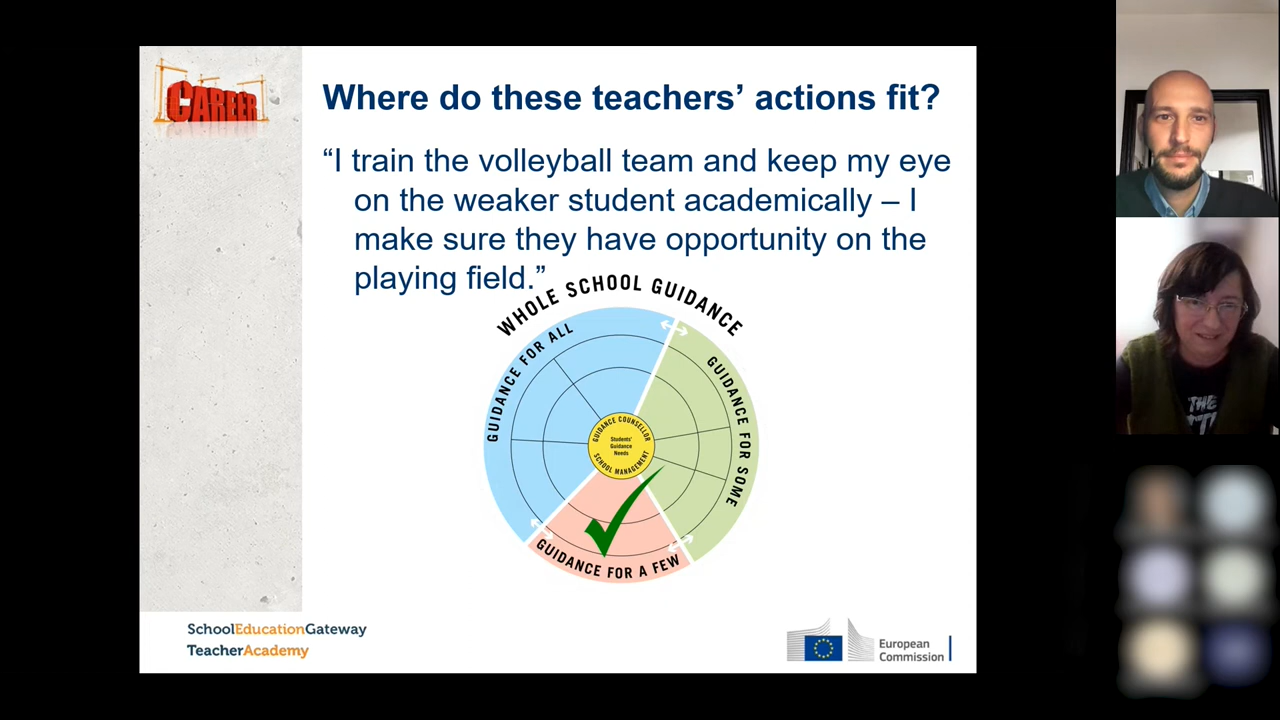 CAREER
Where do these teachers’ actions fit?
“I train the volleyball team and keep my eye
on the weaker student academically – I
make sure they have opportunity on the
playing field.”
WHOLE SCHOOL GUIDANCE
GUIDANCE FOR ALL
GUIDANCE FOR SOME
GUIDANCE COUNSELLOR
Students'
Guidance
Needs
SCHOOL MANAGEMENT
GUIDANCE FOR A FEW
SchoolEducationGateway
TeacherAcademy
European
Commission
THE